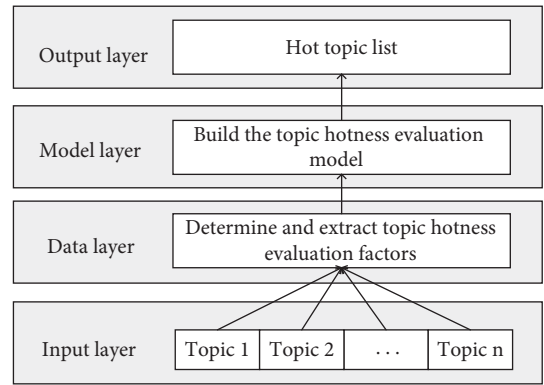 Output layer
Hot topic list
Model layer
Build the topic hotness evaluation
model
Data layer
Determine and extract topic hotness
evaluation factors
Input layer
Topic 1
Topic 2
. . .
Topic n